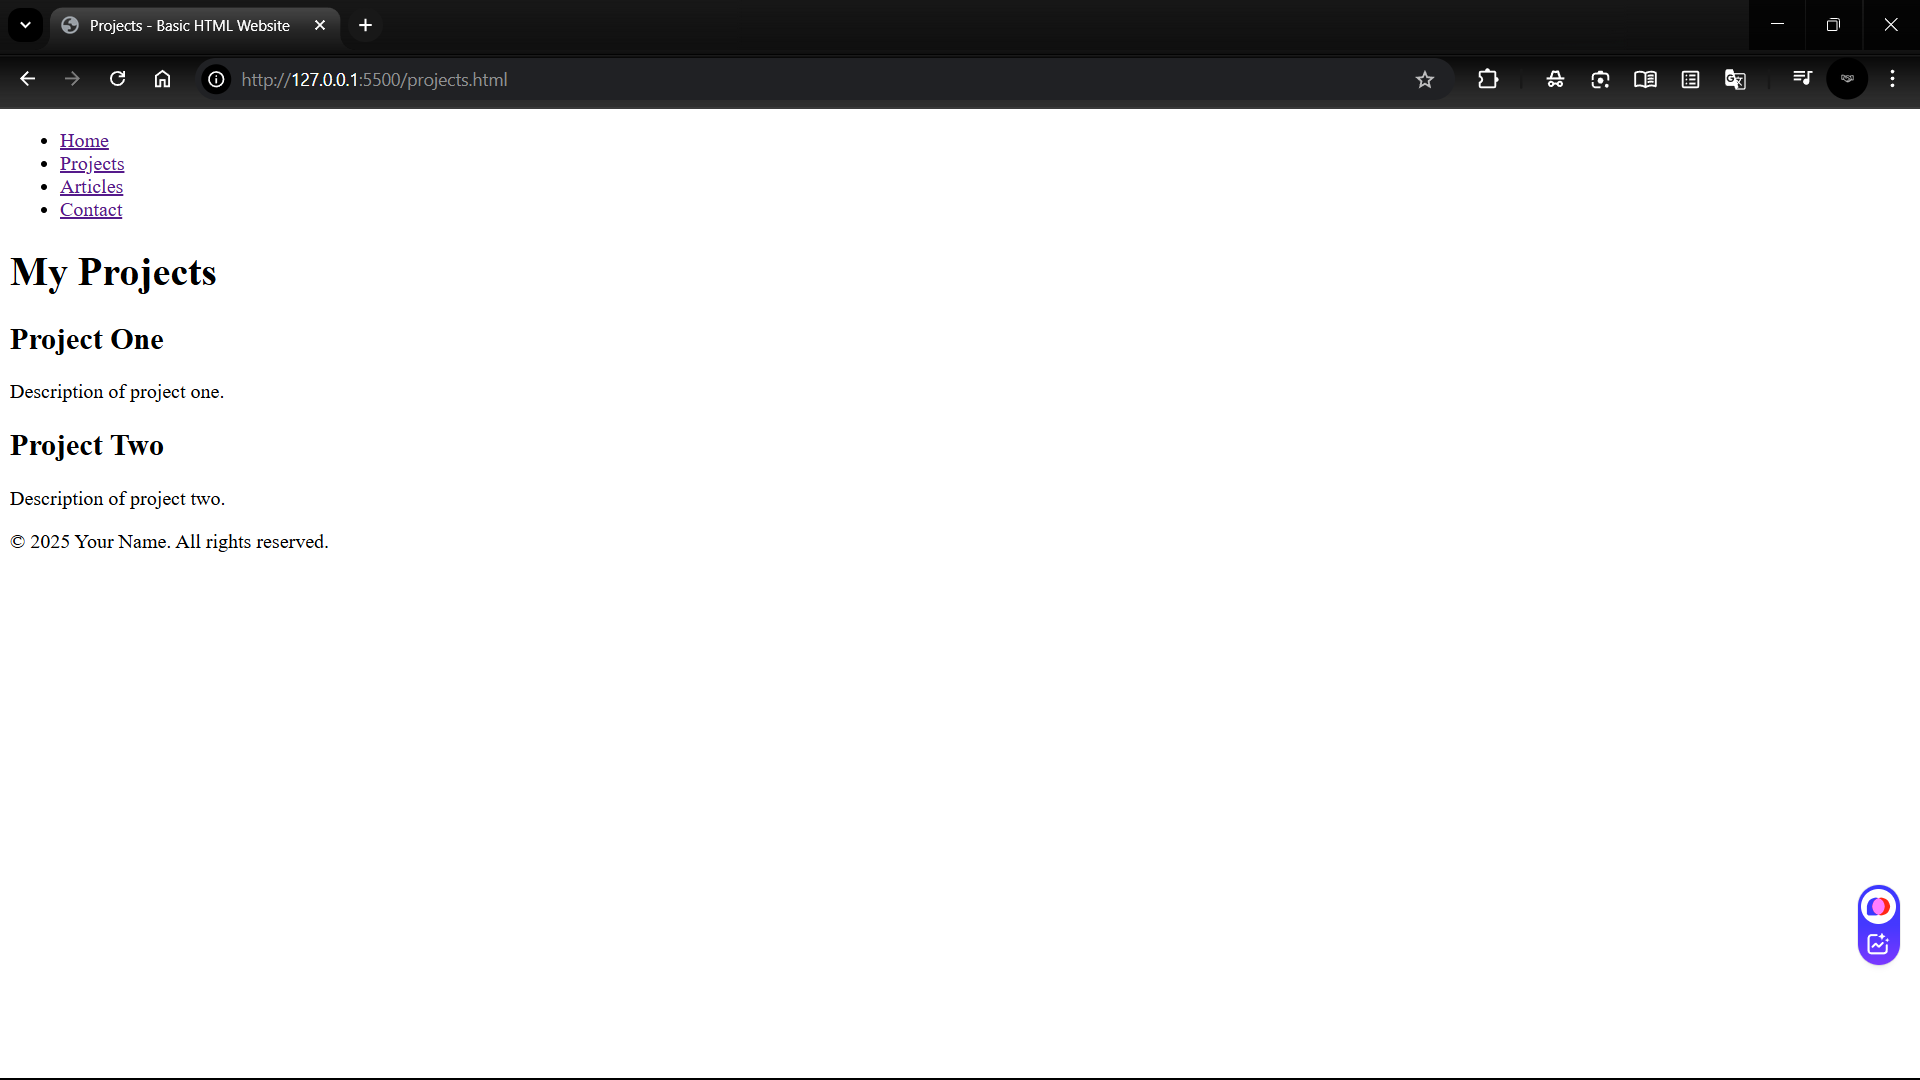 Projects - Basic HTML Website
http://127.0.0.1:5500/projects.html
Home
Projects
Articles
Contact
My Projects
Project One
Description of project one.
Project Two
Description of project two.
© 2025 Your Name. All rights reserved.